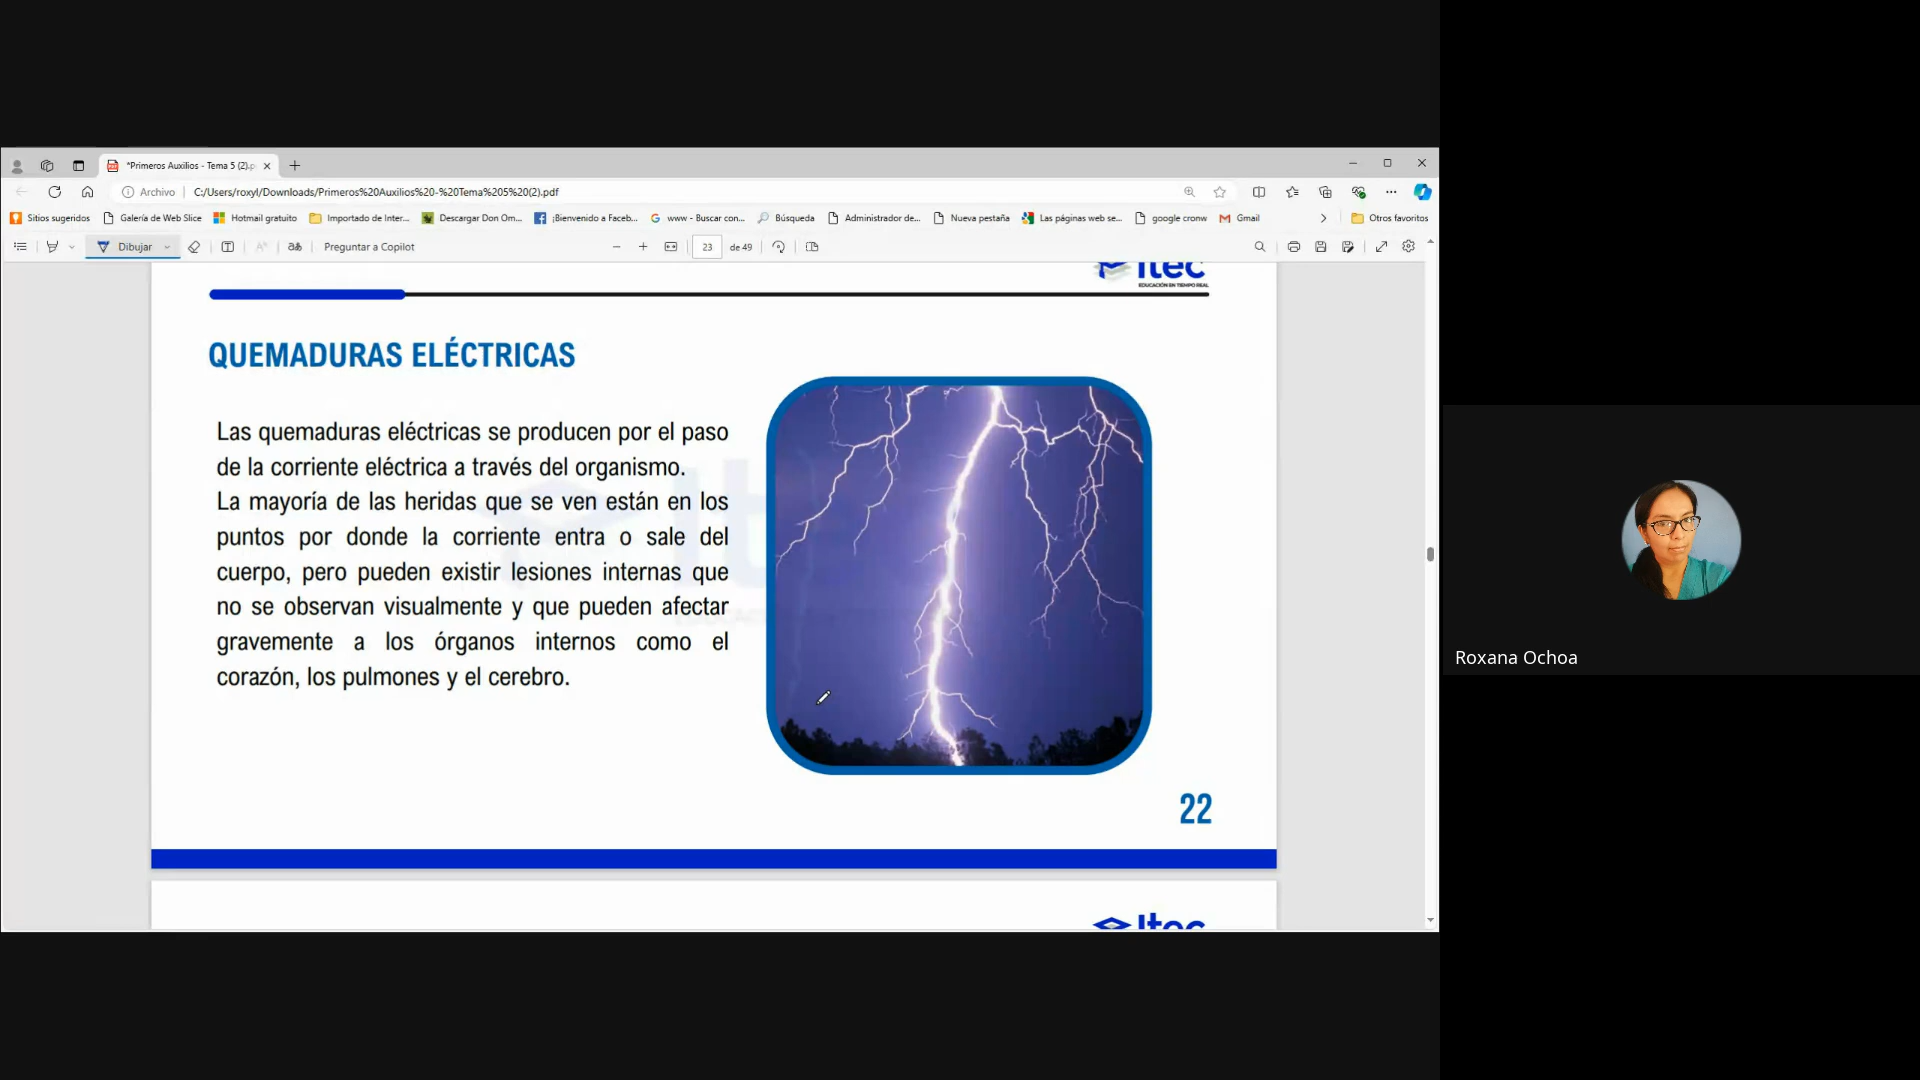 *Primeros Auxilios - Tema 5 (2).p
Archivo
C:/Users/roxyl/Downloads/Primeros%20Auxilios%20-%20Tema%205%20(2).pdf
Sitios sugeridos
Galería de Web Slice
Hotmail gratuito
Importado de Inter...
Descargar Don Om...
¡Bienvenido a Faceb...
www - Buscar con...
Búsqueda
Administrador de...
Nueva pestaña
Las páginas web se...
google cronw
Gmail
Otros favoritos
Dibujar
Preguntar a Copilot
23 de 49
Itec
EDUCACIÓN EN TIEMPO REAL
QUEMADURAS ELÉCTRICAS
Las quemaduras eléctricas se producen por el paso
de la corriente eléctrica a través del organismo.
La mayoría de las heridas que se ven están en los
puntos por donde la corriente entra o sale del
cuerpo, pero pueden existir lesiones internas que
no se observan visualmente y que pueden afectar
gravemente a los órganos internos como el
corazón, los pulmones y el cerebro.
22
Itec
Roxana Ochoa